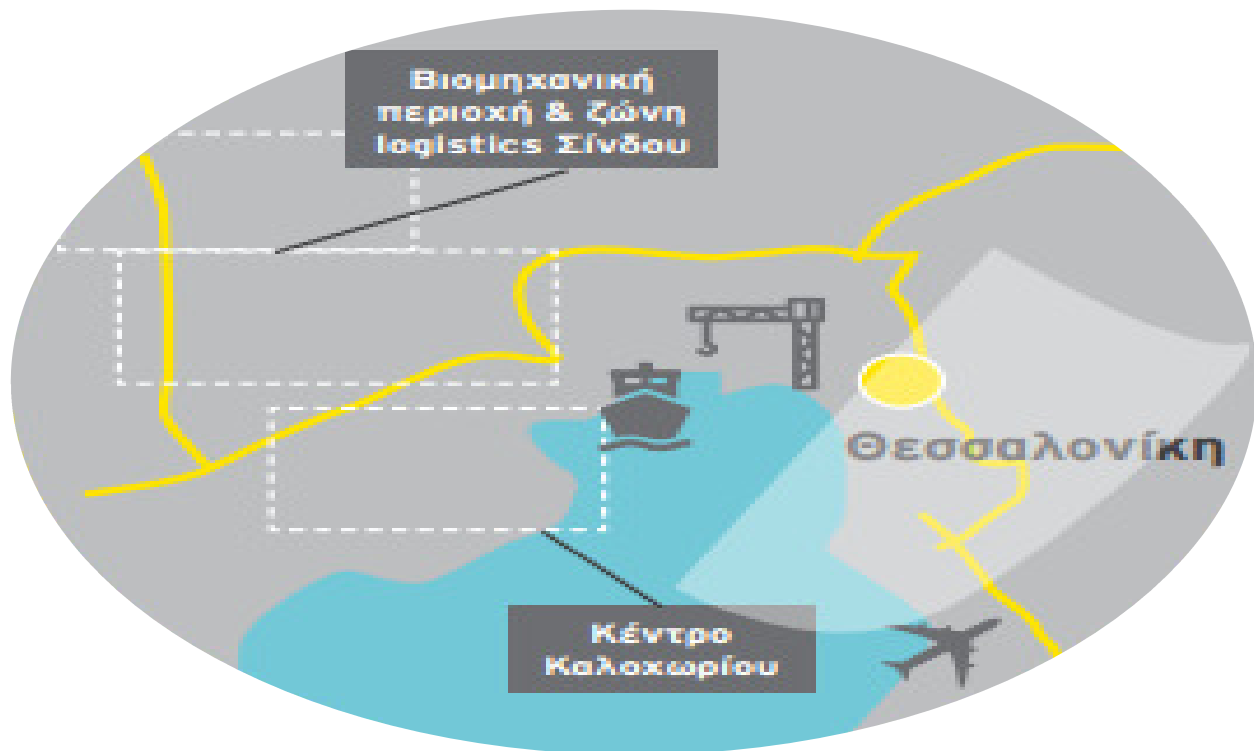 Βιομηχανική
περιοχή & ζώνη
logistics Σίνδου
Θεσσαλονίκη
Κέντρο
Καλοχωρίου